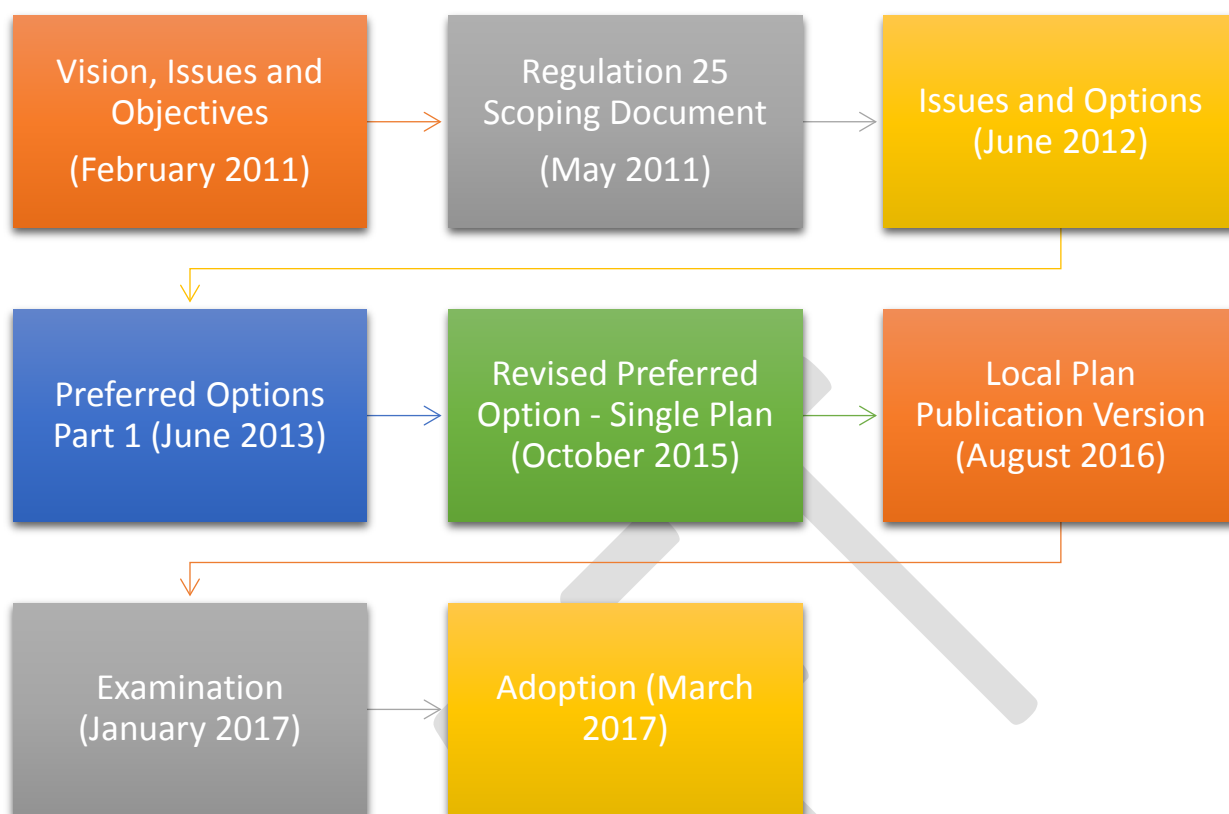 Vision, Issues and
Objectives
(February 2011)
Regulation 25
Scoping Document
(May 2011)
Issues and Options
(June 2012)
Preferred Options
Part 1 (June 2013)
Revised Preferred
Option - Single Plan
(October 2015)
Local Plan
Publication Version
(August 2016)
Examination
(January 2017)
Adoption (March
2017)